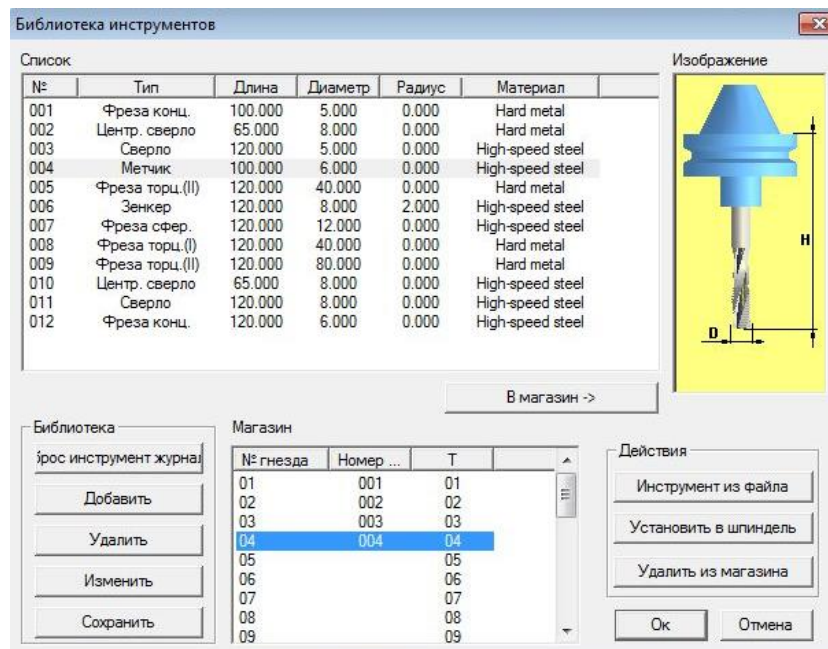 Библиотека инструментов
Список
Изображение
№ Тип Длина Диаметр Радиус Материал
001 Фреза конц. 100.000 5.000 0.000 Hard metal
002 Центр. сверло 65.000 8.000 0.000 Hard metal
003 Сверло 120.000 5.000 0.000 High-speed steel
004 Метчик 100.000 6.000 0.000 High-speed steel
005 Фреза торц.(II) 120.000 40.000 0.000 Hard metal
006 Зенкер 120.000 8.000 2.000 High-speed steel
007 Фреза сфер. 120.000 12.000 0.000 High-speed steel
008 Фреза торц.(I) 120.000 40.000 0.000 Hard metal
009 Фреза торц.(II) 120.000 80.000 0.000 Hard metal
010 Центр. сверло 65.000 8.000 0.000 High-speed steel
011 Сверло 120.000 8.000 0.000 High-speed steel
012 Фреза конц. 120.000 6.000 0.000 High-speed steel
H
D
В магазин ->
Библиотека
инструмент
Добавить
Удалить
Изменить
Сохранить
Магазин
№ гнезда Номер ... T
01 001 01
02 002 02
03 003 03
04 004 04
05 05
06 06
07 07
08 08
09 09
Действия
Инструмент из файла
Установить в шпиндель
Удалить из магазина
Ок
Отмена